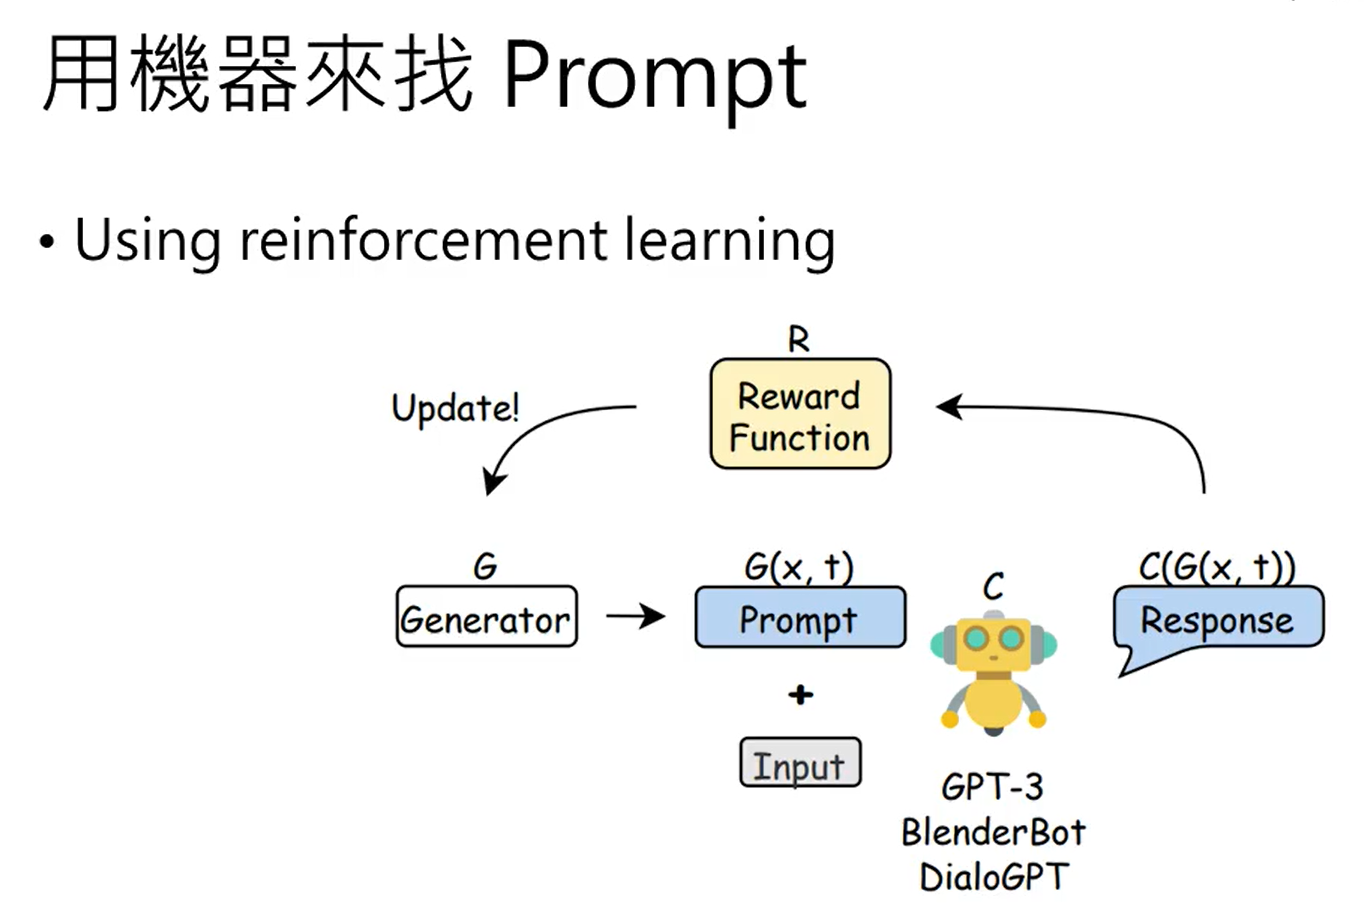 用機器來找 Prompt
• Using reinforcement learning
R
Reward
Function
Update!
G
Generator
G(x, t)
Prompt
+
Input
C
GPT-3
BlenderBot
DialoGPT
C(G(x, t))
Response